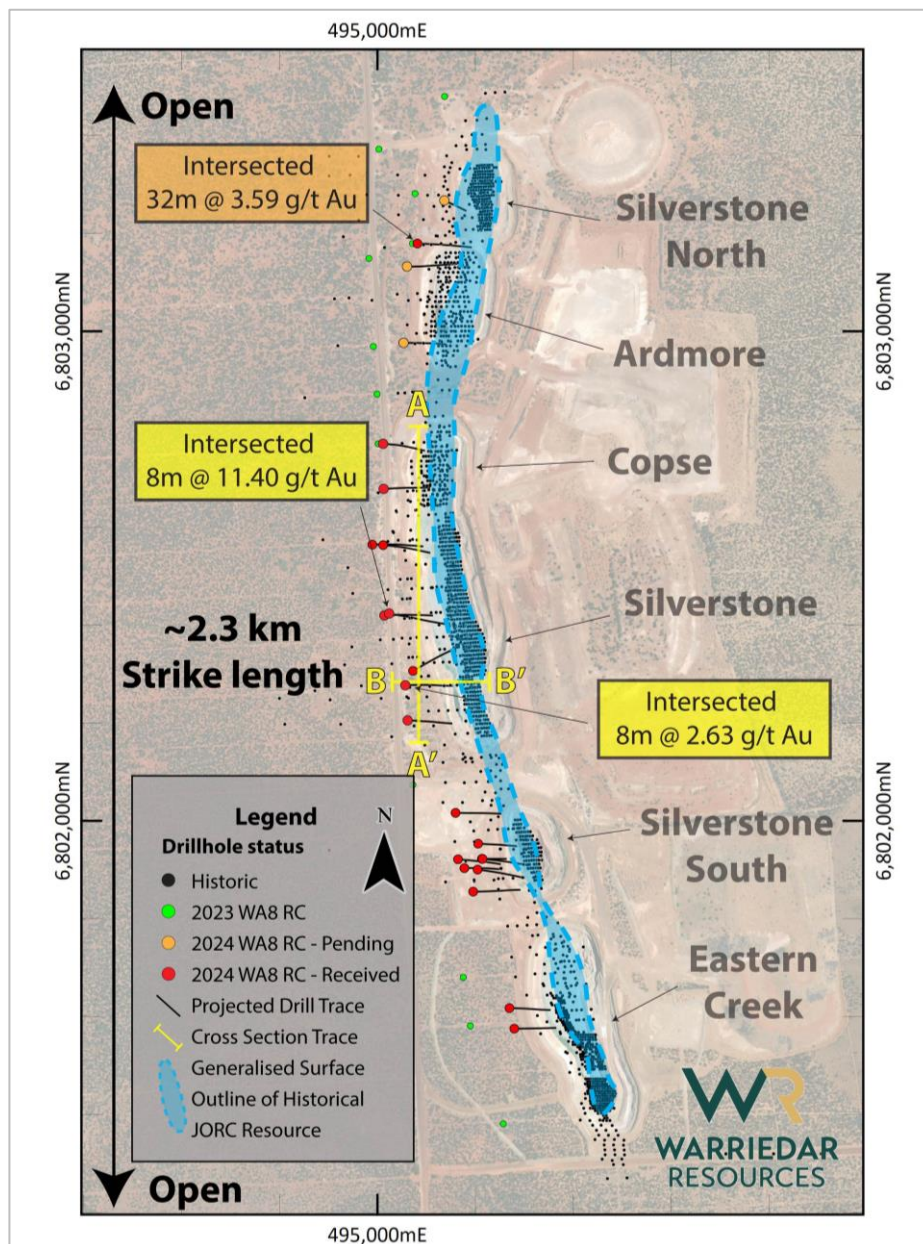 495,000mE
Open
Intersected
32m @ 3.59 g/t Au
Silverstone
North
6,803,000mN
6,803,000mN
Ardmore
A
Intersected
8m @ 11.40 g/t Au
Copse
~2.3 km
Strike length
Silverstone
B
B'
Intersected
8m @ 2.63 g/t Au
A'
6,802,000mN
6,802,000mN
Silverstone
South
Legend
N
Drillhole status
Historic
2023 WA8 RC
2024 WA8 RC - Pending
2024 WA8 RC - Received
Projected Drill Trace
Cross Section Trace
Generalised Surface
Outline of Historical
JORC Resource
Eastern
Creek
WR
WARRIEDAR
RESOURCES
Open
495,000mE